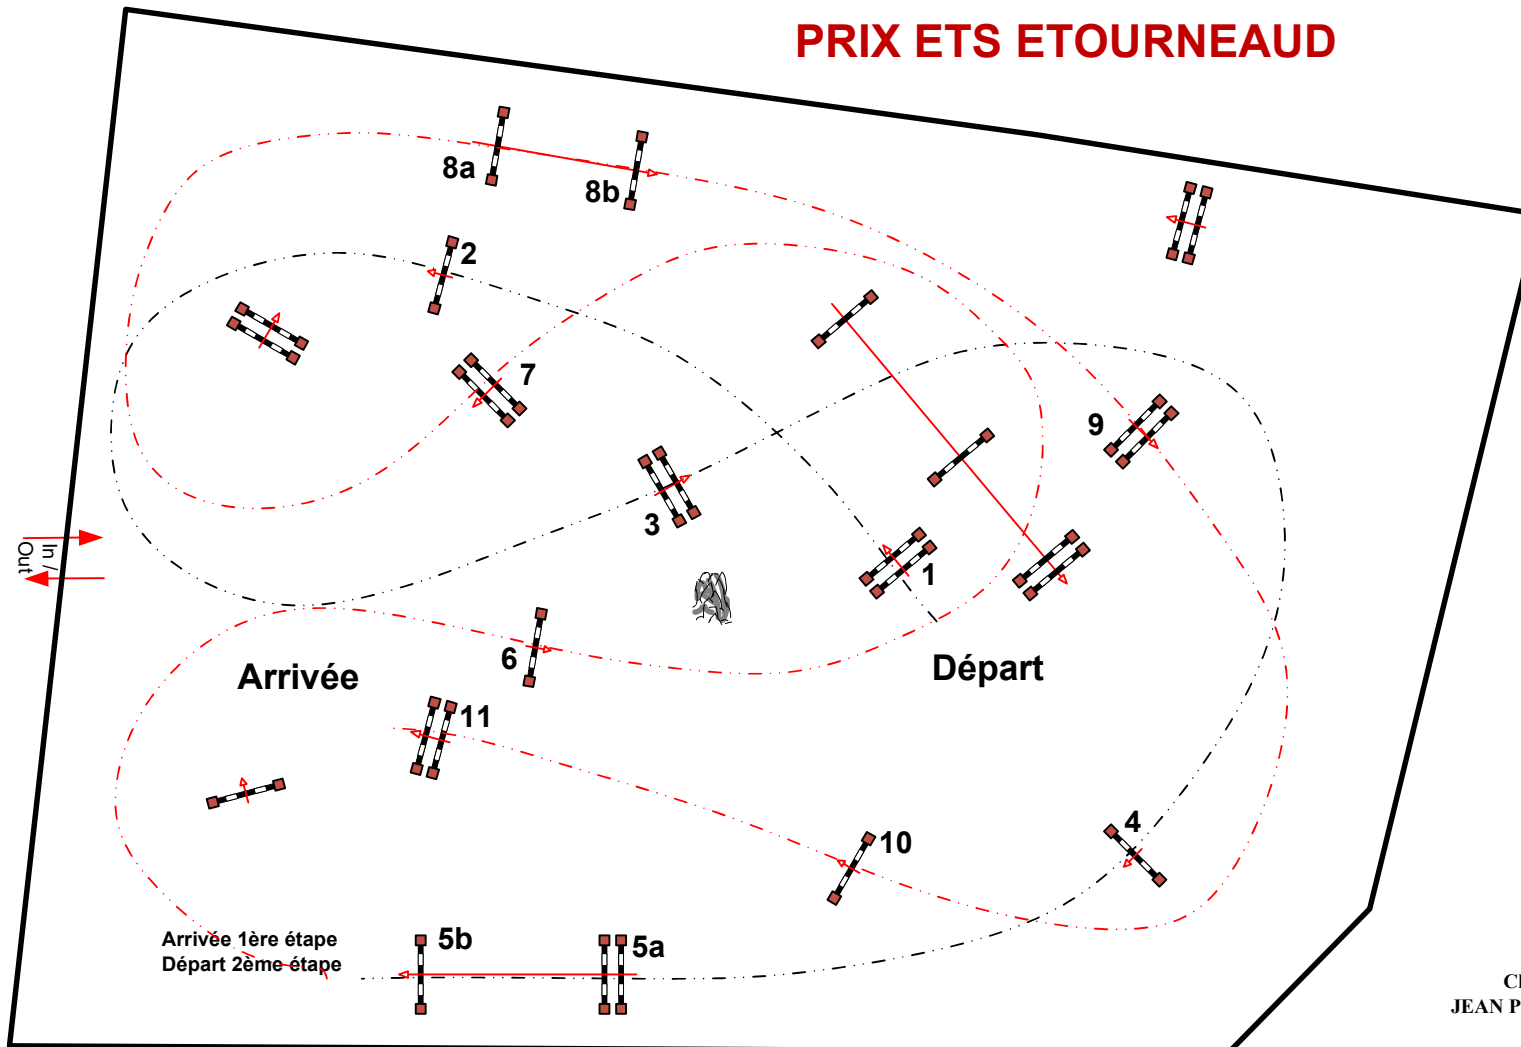 PRIX ETS ETOURNEAUD
8a
8b
2
7
9
3
1
In /
Out
6
Arrivée
Départ
11
4
10
Arrivée 1ère étape
Départ 2ème étape
5b
5a
JEAN P